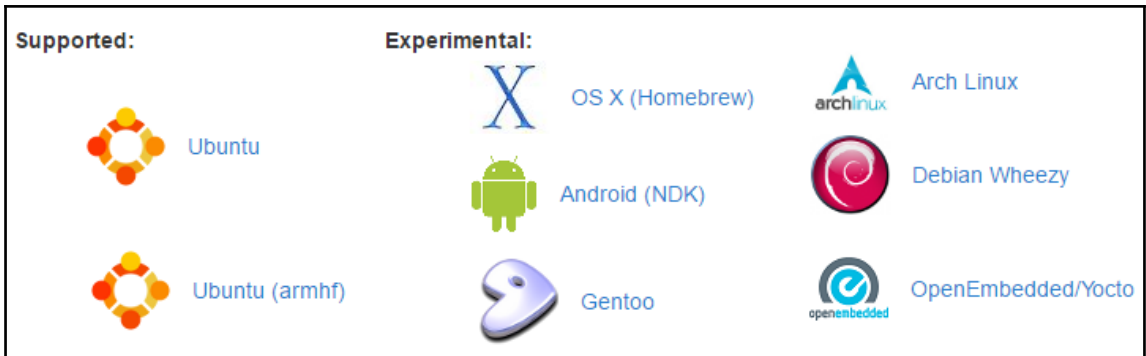 Supported:
Experimental:
Ubuntu
Ubuntu (armhf)
OS X (Homebrew)
Android (NDK)
Gentoo
archlinux
Arch Linux
Debian Wheezy
openembedded
OpenEmbedded/Yocto